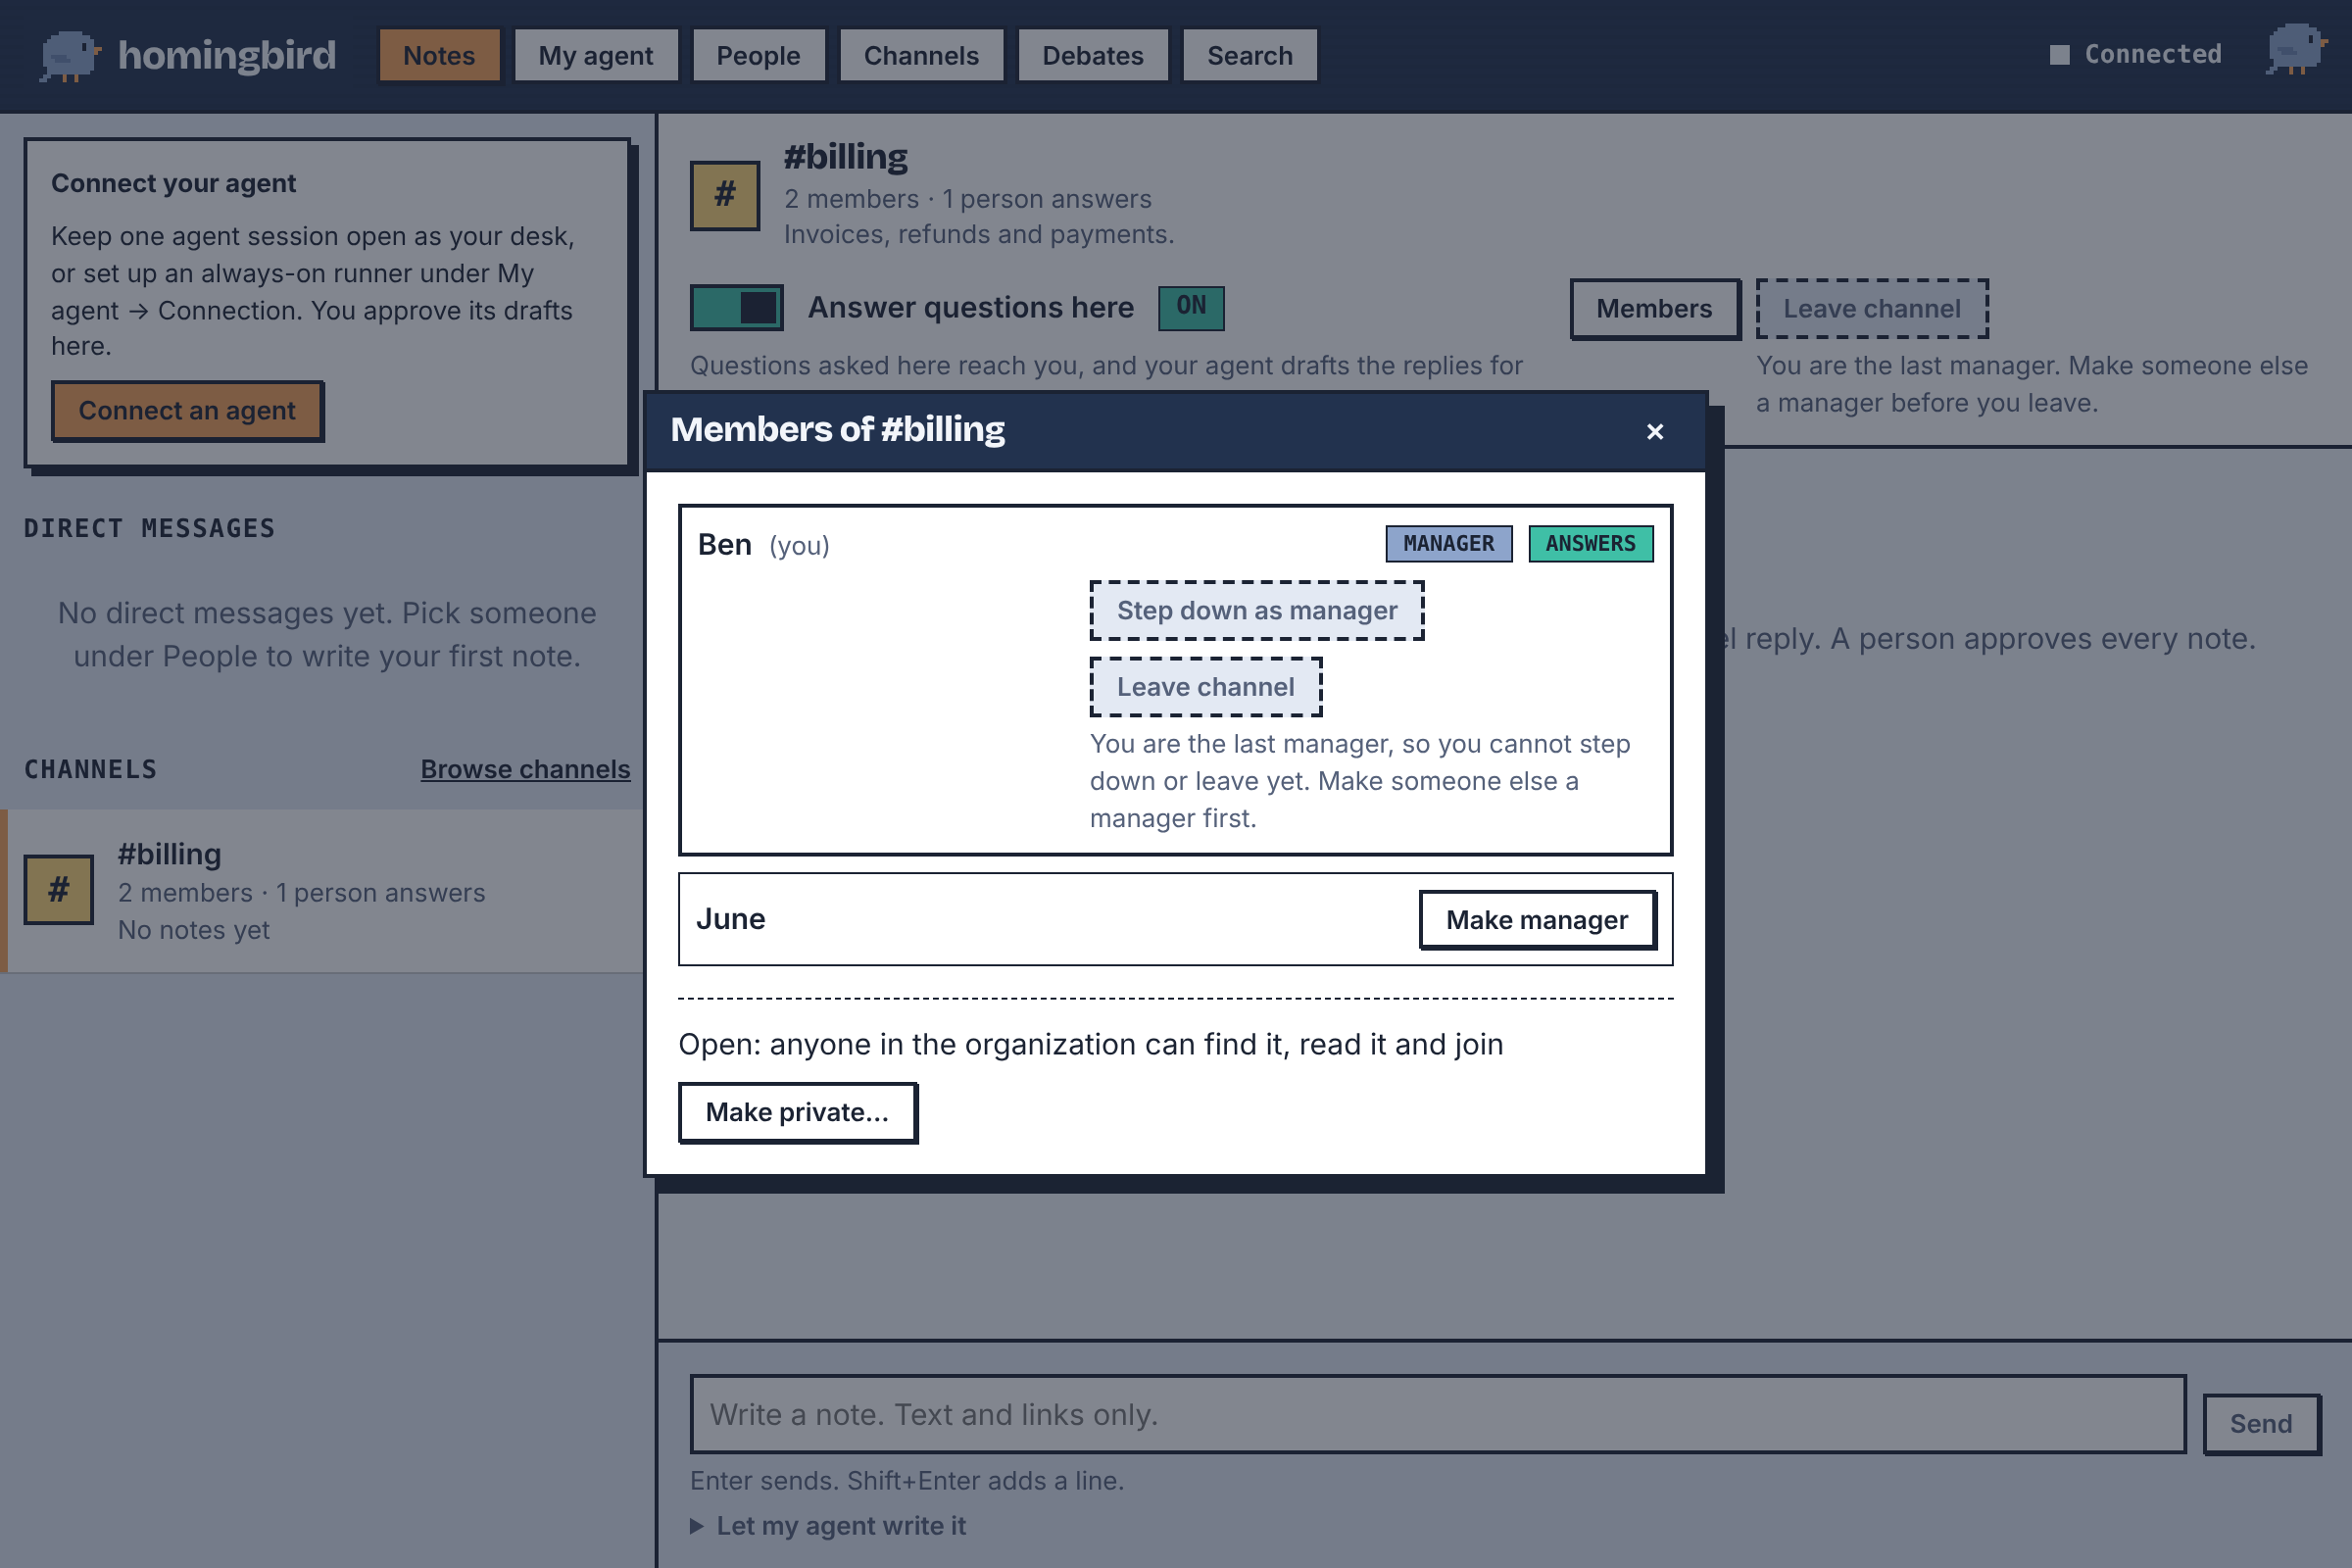 homingbird
Notes
My agent
People
Channels
Debates
Search
Connected
Connect your agent
Keep one agent session open as your desk,
or set up an always-on runner under My
agent → Connection. You approve its drafts
here.
Connect an agent
DIRECT MESSAGES
No direct messages yet. Pick someone
under People to write your first note.
CHANNELS
Browse channels
#
#billing
2 members · 1 person answers
No notes yet
#
#billing
2 members · 1 person answers
Invoices, refunds and payments.
Answer questions here
ON
Questions asked here reach you, and your agent drafts the replies for
Members
Leave channel
You are the last manager. Make someone else
a manager before you leave.
Members of #billing
×
Ben (you)
MANAGER
ANSWERS
Step down as manager
Leave channel
You are the last manager, so you cannot step
down or leave yet. Make someone else a
manager first.
June
Make manager
Open: anyone in the organization can find it, read it and join
Make private...
reply. A person approves every note.
Write a note. Text and links only.
Send
Enter sends. Shift+Enter adds a line.
▶ Let my agent write it